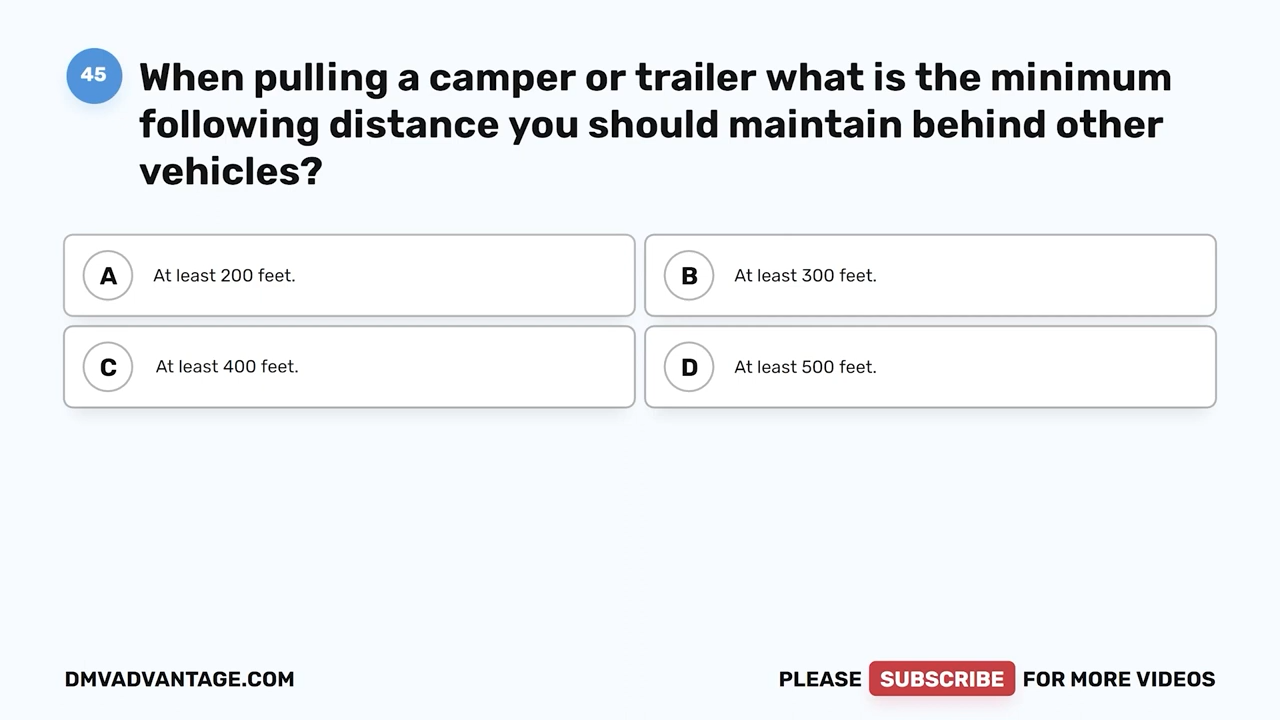 45
When pulling a camper or trailer what is the minimum
following distance you should maintain behind other
vehicles?
A At least 200 feet.
B At least 300 feet.
C At least 400 feet.
D At least 500 feet.
DMVADVANTAGE.COM
PLEASE SUBSCRIBE FOR MORE VIDEOS